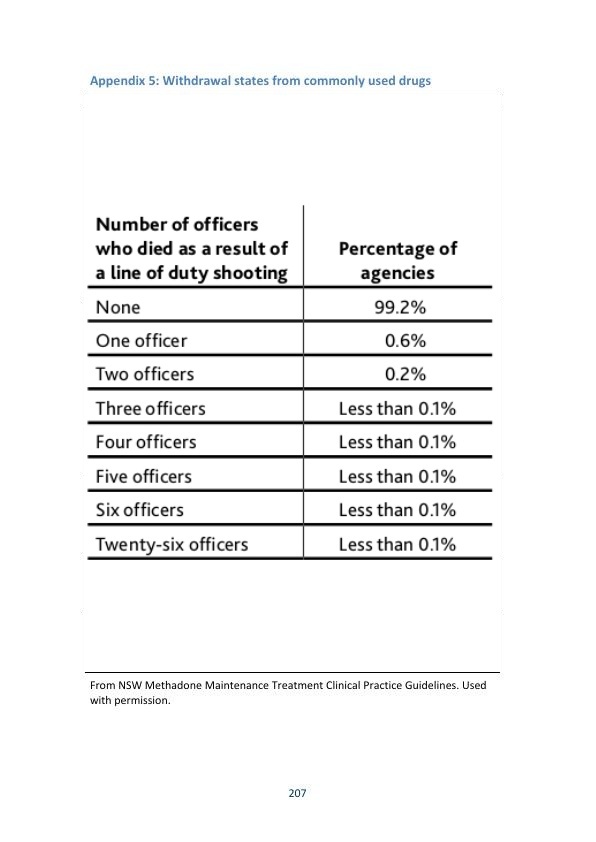 Appendix 5: Withdrawal states from commonly used drugs
Number of officers
who died as a result of
a line of duty shooting
Percentage of
agencies
None 99.2%
One officer 0.6%
Two officers 0.2%
Three officers Less than 0.1%
Four officers Less than 0.1%
Five officers Less than 0.1%
Six officers Less than 0.1%
Twenty-six officers Less than 0.1%
From NSW Methadone Maintenance Treatment Clinical Practice Guidelines. Used
with permission.
207